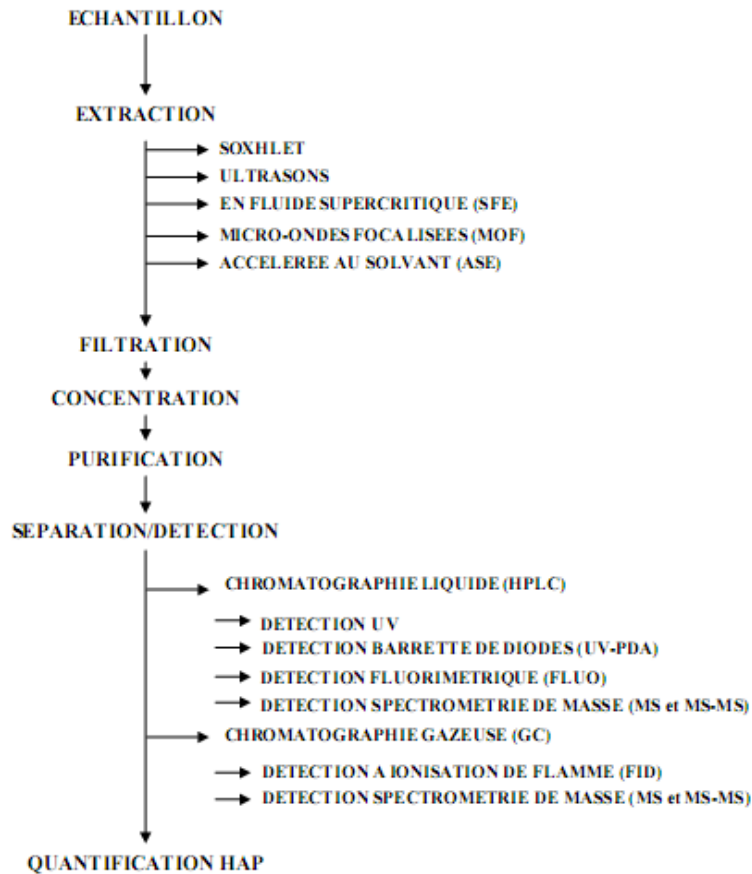 ECHANTILLON
EXTRACTION
SOXHLET
ULTRASONS
EN FLUIDE SUPERCRITIQUE (SFE)
MICRO-ONDES FOCALISEES (MOF)
ACCELEREE AU SOLVANT (ASE)
FILTRATION
CONCENTRATION
PURIFICATION
SEPARATION/DETECTION
CHROMATOGRAPHIE LIQUIDE (HPLC)
DETECTION UV
DETECTION BARRETTE DE DIODES (UV-PDA)
DETECTION FLUORIMETRIQUE (FLUO)
DETECTION SPECTROMETRIE DE MASSE (MS et MS-MS)
CHROMATOGRAPHIE GAZEUSE (GC)
DETECTION A IONISATION DE FLAMME (FID)
DETECTION SPECTROMETRIE DE MASSE (MS et MS-MS)
QUANTIFICATION HAP